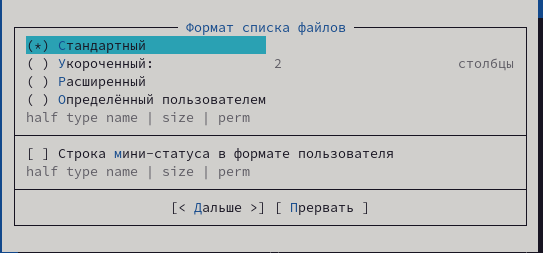 Формат списка файлов
(*) Стандартный
( ) Укороченный: 2 столбцы
( ) Расширенный
( ) Определённый пользователем
half type name | size | perm
[ ] Строка мини-статуса в формате пользователя
half type name | size | perm
[< Дальше >] [ Прервать ]